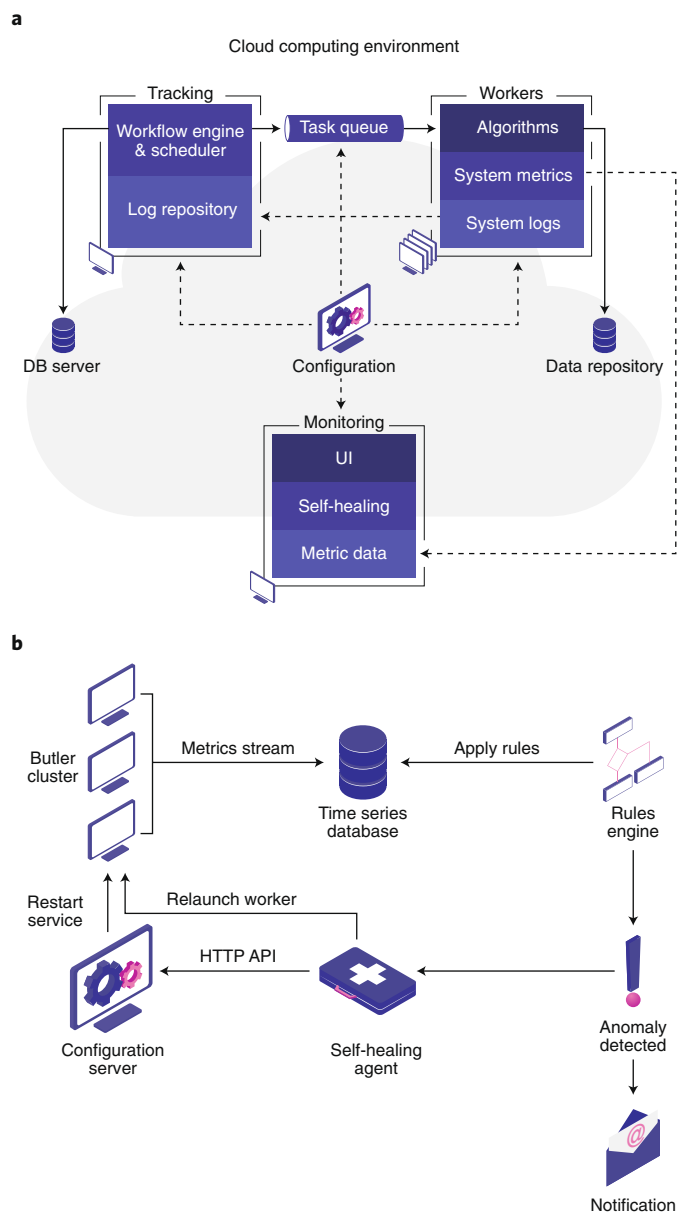 a
Cloud computing environment
Tracking
Workers
Workflow engine
& scheduler
Task queue
Algorithms
System metrics
Log repository
System logs
DB server
Configuration
Data repository
Monitoring
UI
Self-healing
Metric data
b
Butler
cluster
Metrics stream
Apply rules
Time series
database
Rules
engine
Restart
service
Relaunch worker
HTTP API
Configuration
server
Self-healing
agent
Anomaly
detected
@
Notification